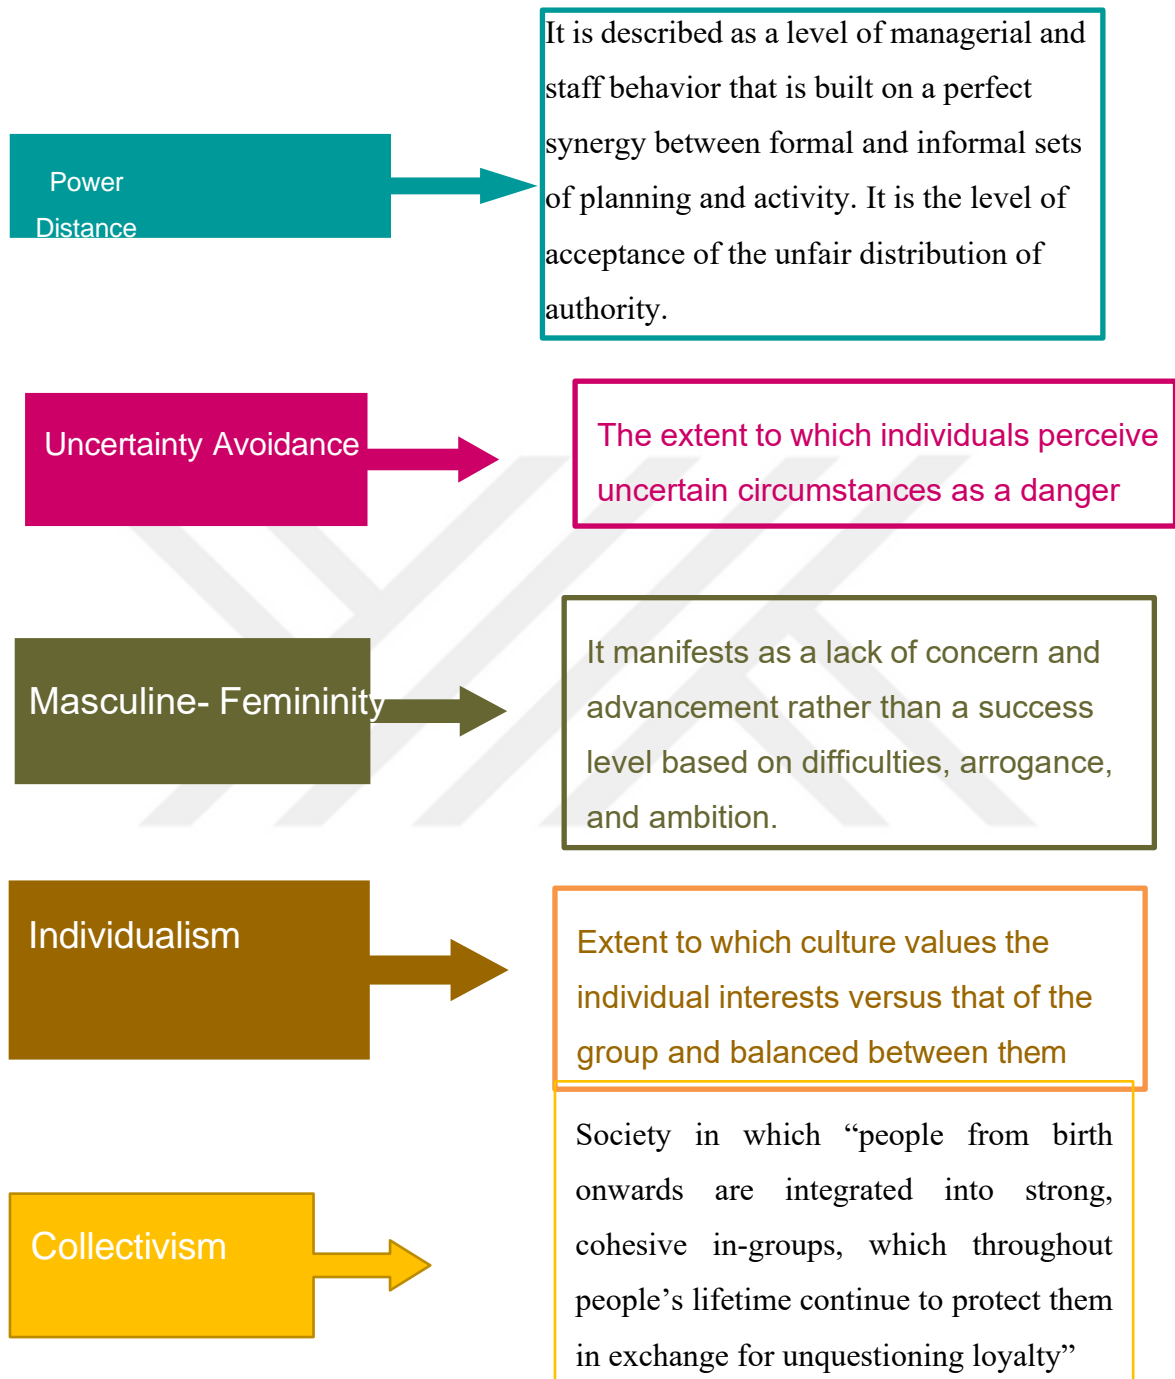 It is described as a level of managerial and
staff behavior that is built on a perfect
synergy between formal and informal sets
of planning and activity. It is the level of
acceptance of the unfair distribution of
authority.
Power
Distance
Uncertainty Avoidance
The extent to which individuals perceive
uncertain circumstances as a danger
Masculine- Femininity
It manifests as a lack of concern and
advancement rather than a success
level based on difficulties, arrogance,
and ambition.
Individualism
Extent to which culture values the
individual interests versus that of the
group and balanced between them
Collectivism
Society in which “people from birth
onwards are integrated into strong,
cohesive in-groups, which throughout
people’s lifetime continue to protect them
in exchange for unquestioning loyalty”